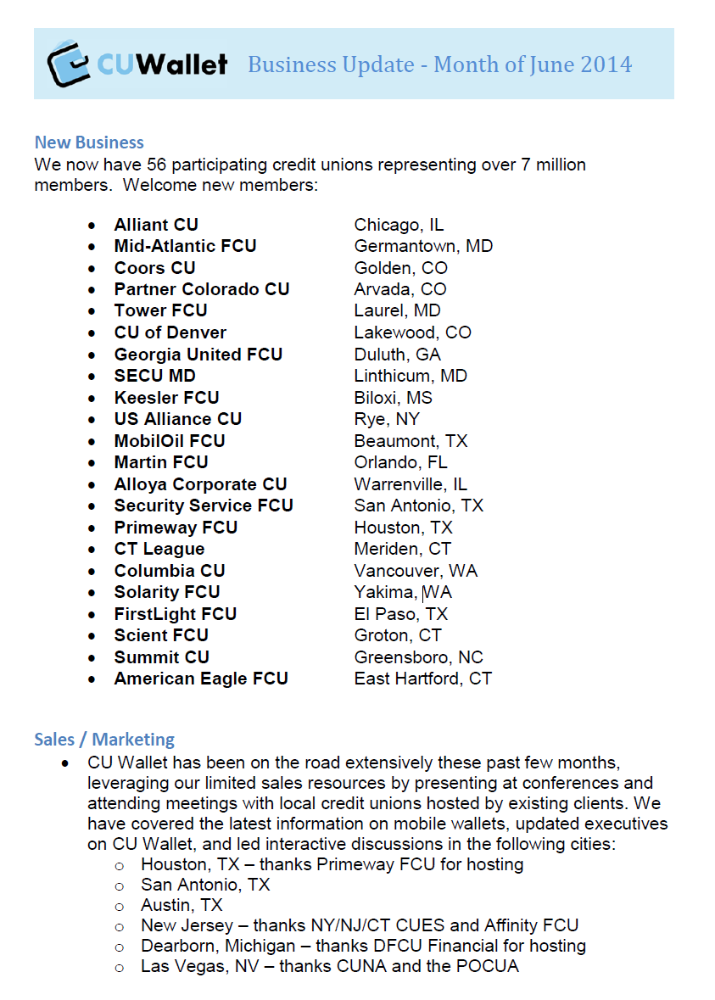 CUWallet Business Update - Month of June 2014
New Business
We now have 56 participating credit unions representing over 7 million
members.  Welcome new members:
• Alliant CU Chicago, IL
• Mid-Atlantic FCU Germantown, MD
• Coors CU Golden, CO
• Partner Colorado CU Arvada, CO
• Tower FCU Laurel, MD
• CU of Denver Lakewood, CO
• Georgia United FCU Duluth, GA
• SECU MD Linthicum, MD
• Keesler FCU Biloxi, MS
• US Alliance CU Rye, NY
• MobilOil FCU Beaumont, TX
• Martin FCU Orlando, FL
• Alloya Corporate CU Warrenville, IL
• Security Service FCU San Antonio, TX
• Primeway FCU Houston, TX
• CT League Meriden, CT
• Columbia CU Vancouver, WA
• Solarity FCU Yakima, WA
• FirstLight FCU El Paso, TX
• Scient FCU Groton, CT
• Summit CU Greensboro, NC
• American Eagle FCU East Hartford, CT
Sales / Marketing
• CU Wallet has been on the road extensively these past few months,
leveraging our limited sales resources by presenting at conferences and
attending meetings with local credit unions hosted by existing clients. We
have covered the latest information on mobile wallets, updated executives
on CU Wallet, and led interactive discussions in the following cities:
o Houston, TX – thanks Primeway FCU for hosting
o San Antonio, TX
o Austin, TX
o New Jersey – thanks NY/NJ/CT CUES and Affinity FCU
o Dearborn, Michigan – thanks DFCU Financial for hosting
o Las Vegas, NV – thanks CUNA and the POCUA